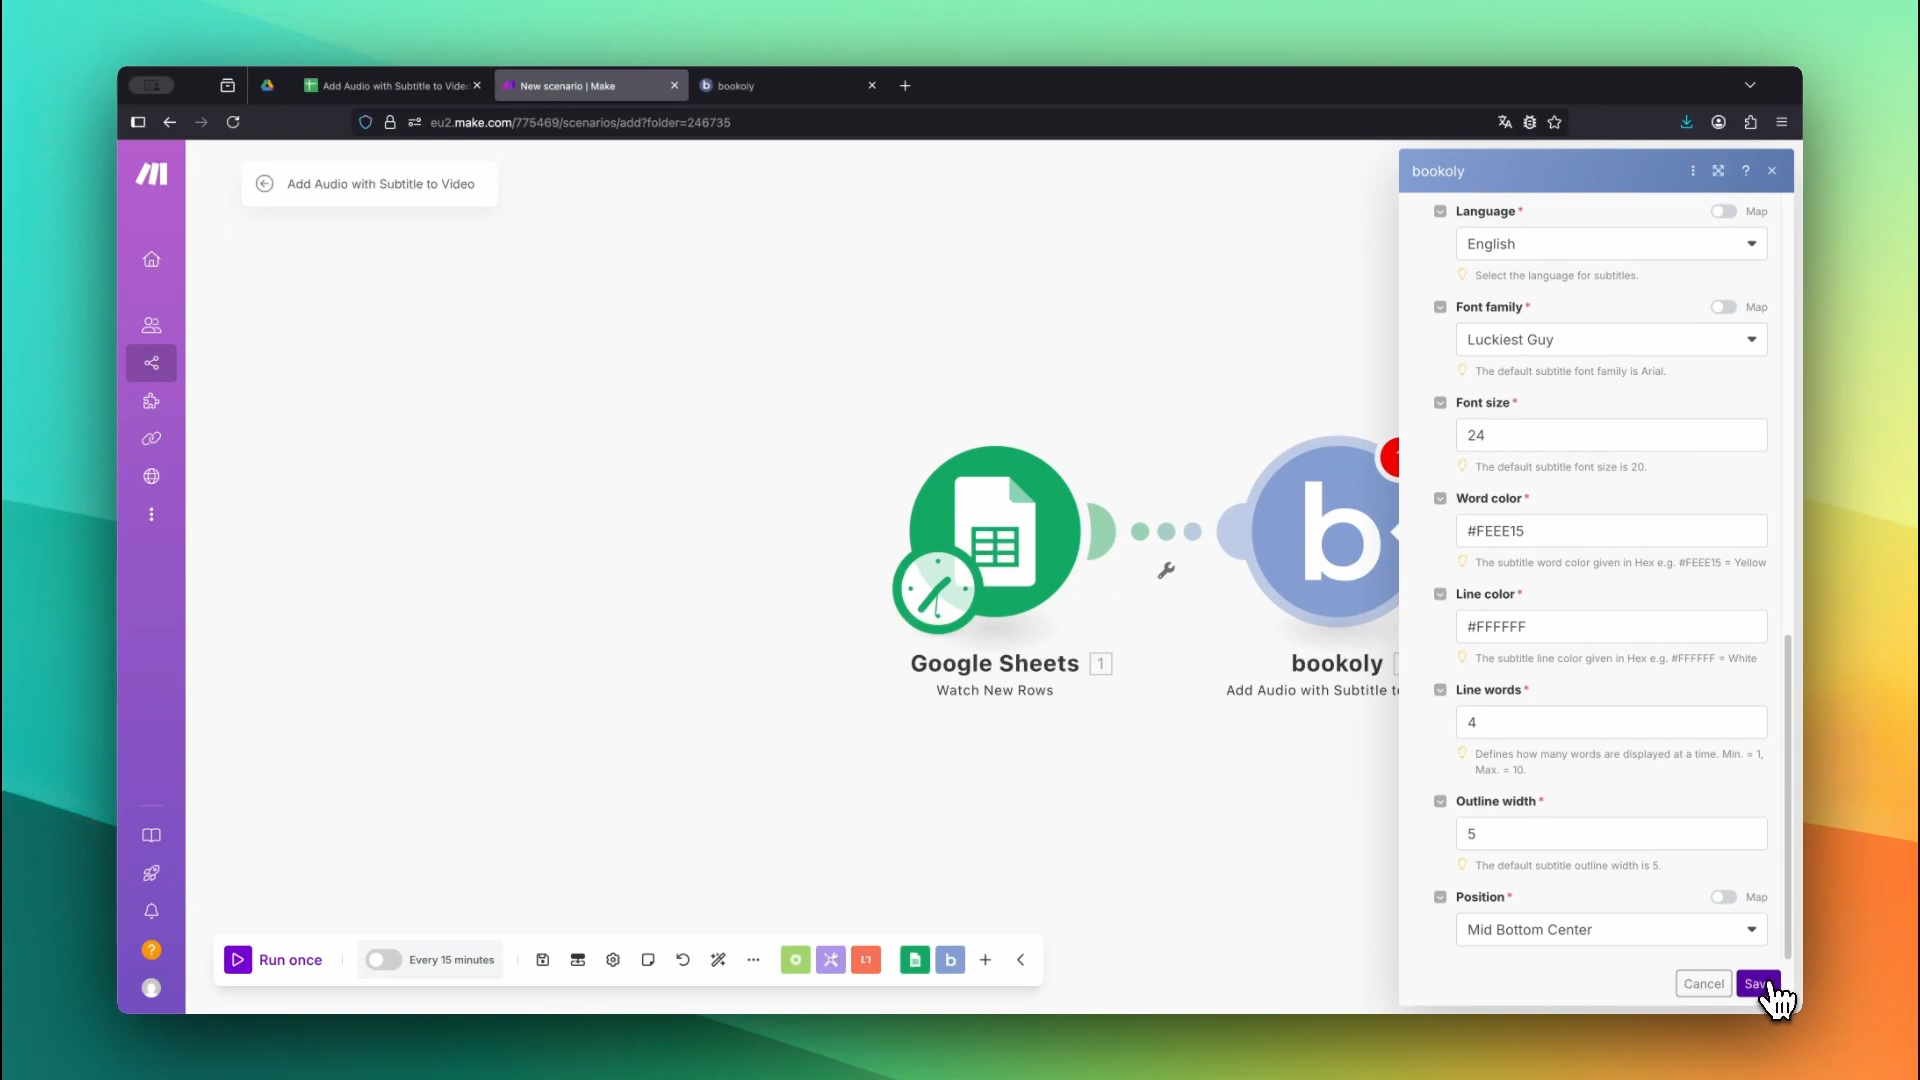 Add Audio with Subtitle to Video
New scenario | Make
bookoly
eu2.make.com/775469/scenarios/add?folder=246735
Add Audio with Subtitle to Video
bookoly
Language*
Map
English
Select the language for subtitles.
Font family*
Map
Luckiest Guy
The default subtitle font family is Arial.
Font size*
24
The default subtitle font size is 20.
Word color*
#FEEE15
The subtitle word color given in Hex e.g. #FEEE15 = Yellow
Line color*
#FFFFFF
The subtitle line color given in Hex e.g. #FFFFFF = White
Line words*
4
Defines how many words are displayed at a time. Min. = 1,
Max. = 10.
Outline width*
5
The default subtitle outline width is 5.
Position*
Map
Mid Bottom Center
Cancel
Google Sheets 1
Watch New Rows
b
bookoly
Add Audio with Subtitle
Run once
Every 15 minutes
b